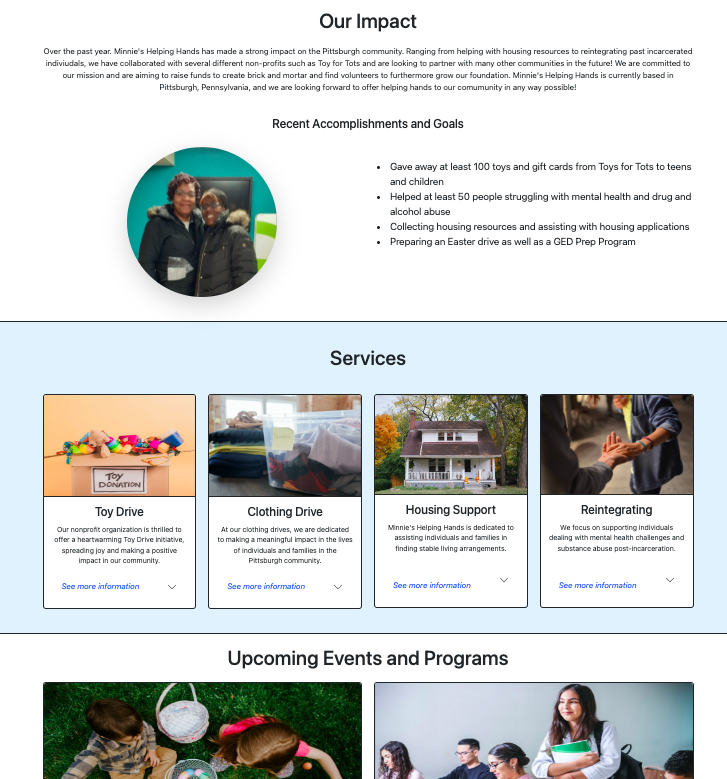 Our Impact
Over the past year. Minnie's Helping Hands has made a strong impact on the Pittsburgh community. Ranging from helping with housing resources to reintegrating past incarcerated
indiviudals, we have collaborated with several different non-profits such as Toy for Tots and are looking to partner with many other communities in the future! We are committed to
our mission and are aiming to raise funds to create brick and mortar and find volunteers to furthermore grow our foundation. Minnie's Helping Hands is currently based in
Pittsburgh, Pennsylvania, and we are looking forward to offer helping hands to our comumunity in any way possible!
Recent Accomplishments and Goals
• Gave away at least 100 toys and gift cards from Toys for Tots to teens
and children
• Helped at least 50 people struggling with mental health and drug and
alcohol abuse
• Collecting housing resources and assisting with housing applications
• Preparing an Easter drive as well as a GED Prep Program
Services
TOY
DONATION
Toy Drive
Our nonprofit organization is thrilled to
offer a heartwarming Toy Drive initiative,
spreading joy and making a positive
impact in our community.
See more information
Clothing Drive
At our clothing drives, we are dedicated
to making a meaningful impact in the lives
of individuals and families in the
Pittsburgh community.
See more information
Housing Support
Minnie's Helping Hands is dedicated to
assisting individuals and families in
finding stable living arrangements.
See more information
Reintegrating
We focus on supporting individuals
dealing with mental health challenges and
substance abuse post-incarceration.
See more information
Upcoming Events and Programs